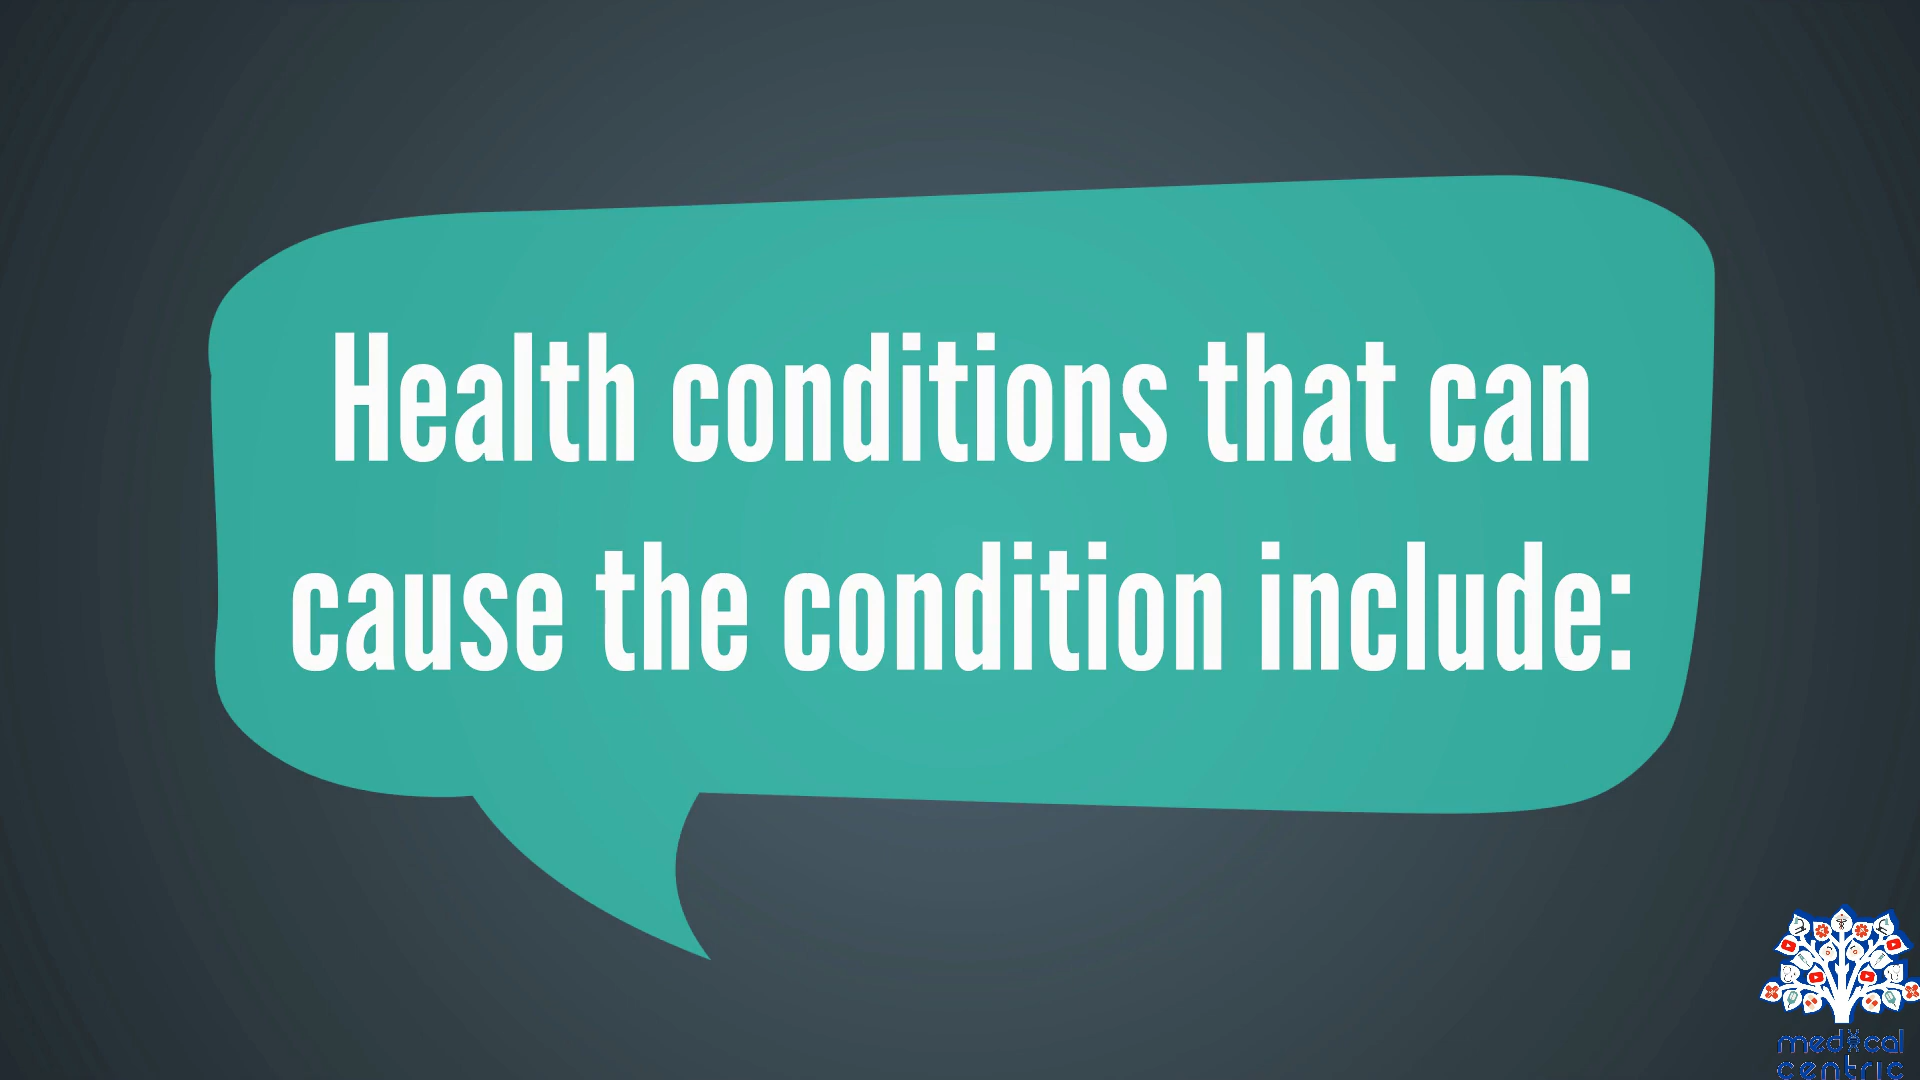 Health conditions that can
cause the condition include:
medical
centric